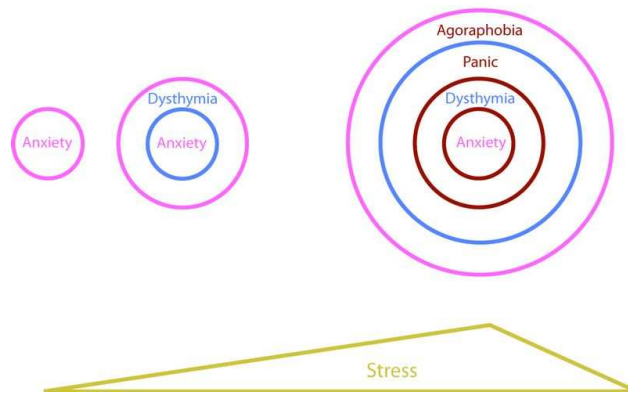 Anxiety
Dysthymia
Anxiety
Agoraphobia
Panic
Dysthymia
Anxiety
Stress